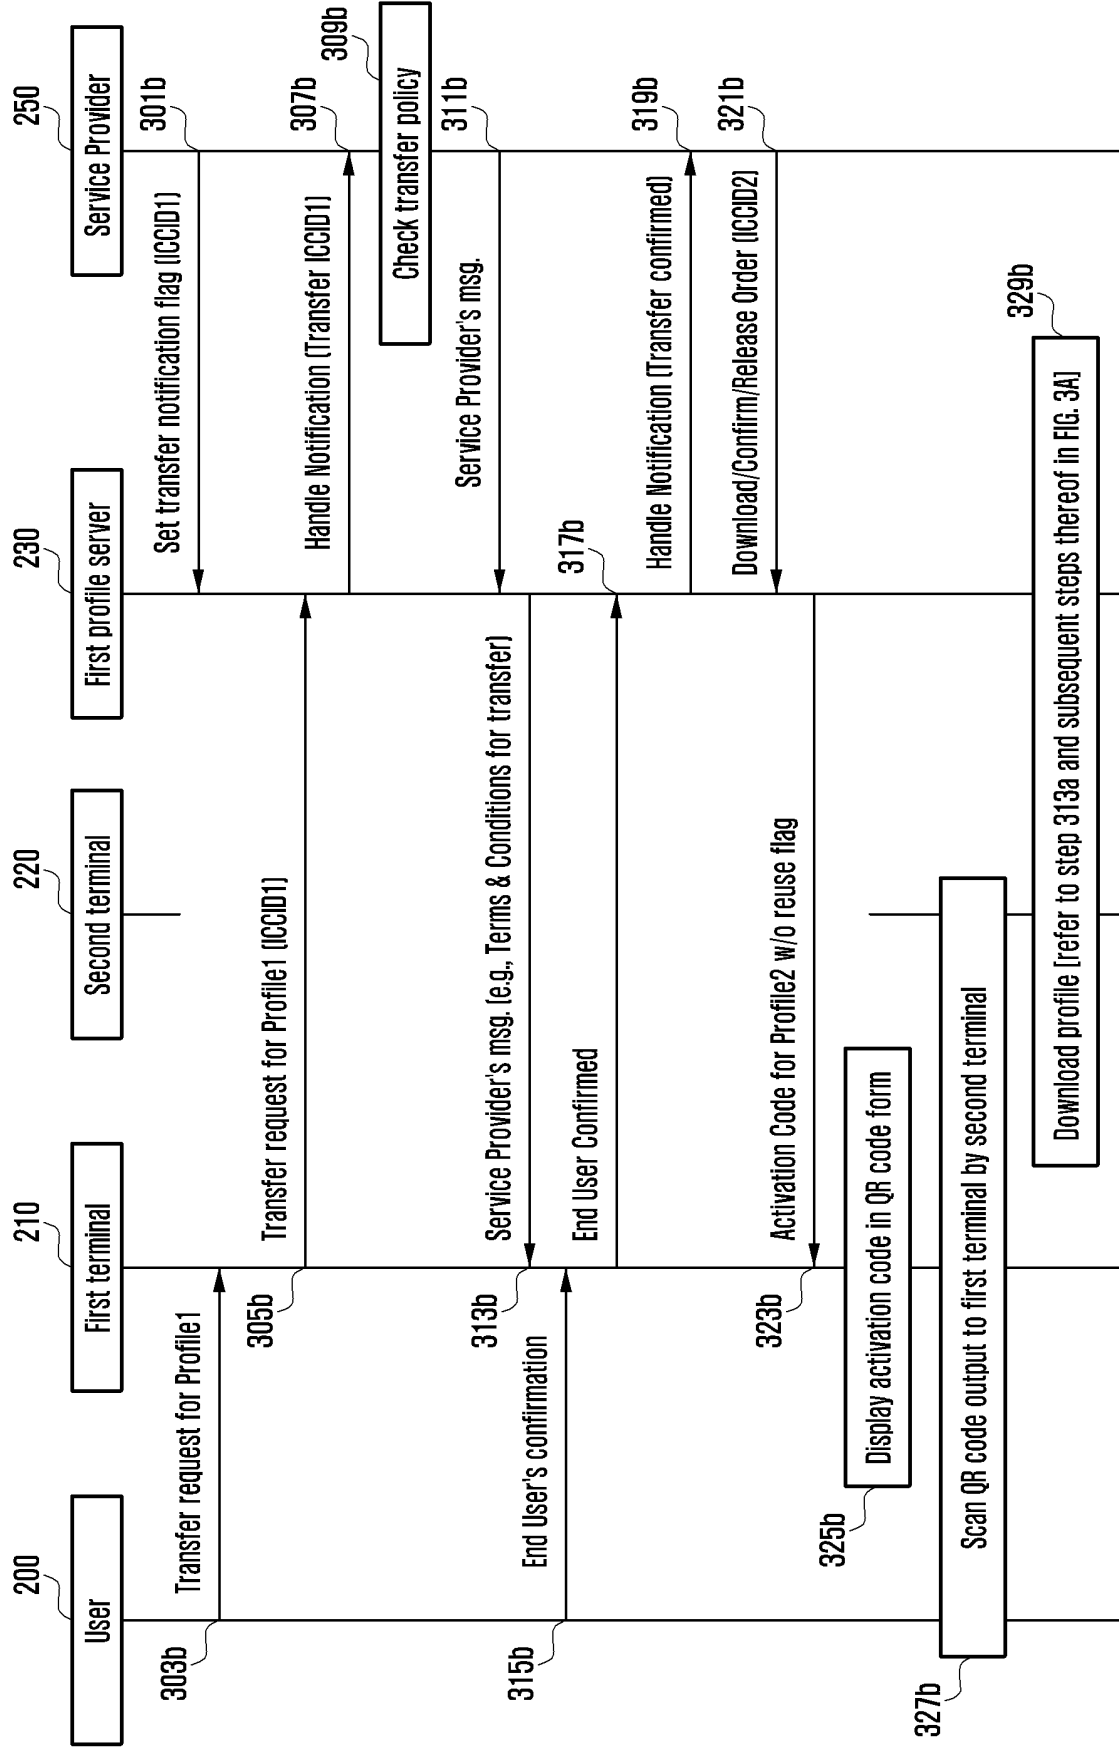 200
User
210
First terminal
220
Second terminal
230
First profile server
250
Service Provider
Set transfer notification flag (ICCID1)
301b
303b
Transfer request for Profile1
305b
Transfer request for Profile1 (ICCID1)
Handle Notification (Transfer ICCID1)
307b
Check transfer policy
309b
Service Provider's msg.
311b
313b
Service Provider's msg. (e.g., Terms & Conditions for transfer)
315b
End User's confirmation
End User Confirmed
317b
Handle Notification (Transfer confirmed)
319b
Download/Confirm/Release Order (ICCID2)
321b
323b
Activation Code for Profile2 w/o reuse flag
325b
Display activation code in QR code form
327b
Scan QR code output to first terminal by second terminal
Download profile [refer to step 313a and subsequent steps thereof in FIG. 3A]
329b